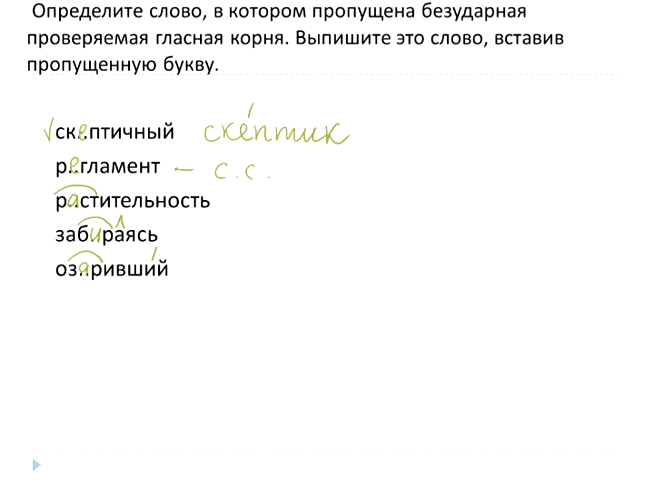 Определите слово, в котором пропущена безударная
проверяемая гласная корня. Выпишите это слово, вставив
пропущенную букву.
скептичный скептик
регламент – с.с.
растительность
забираясь
озаривший